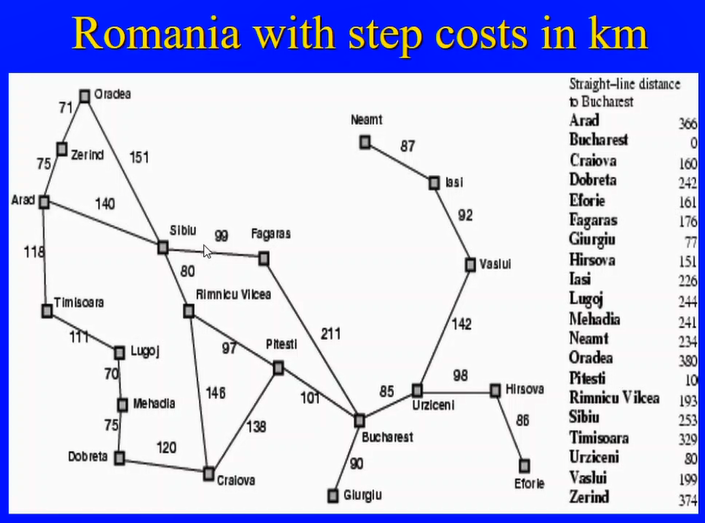 Romania with step costs in km
Oradea
71
Zerind
75
151
Arad
140
Sibiu
99
Fagaras
118
80
Rimnicu Vilcea
Timisoara
111
Lugoj
70
Mehadia
75
Dobreta
120
146
97
Pitesti
211
101
138
Craiova
Neamt
87
Iasi
92
Vaslui
142
85
98
Hirsova
Urziceni
86
Bucharest
90
Giurgiu
Eforie
Straight–line distance
to Bucharest
Arad 366
Bucharest 0
Craiova 160
Dobreta 242
Eforie 161
Fagaras 176
Giurgiu 77
Hirsova 151
Iasi 226
Lugoj 244
Mehadia 241
Neamt 234
Oradea 380
Pitesti 10
Rimnicu Vilcea 193
Sibiu 253
Timisoara 329
Urziceni 80
Vaslui 199
Zerind 374